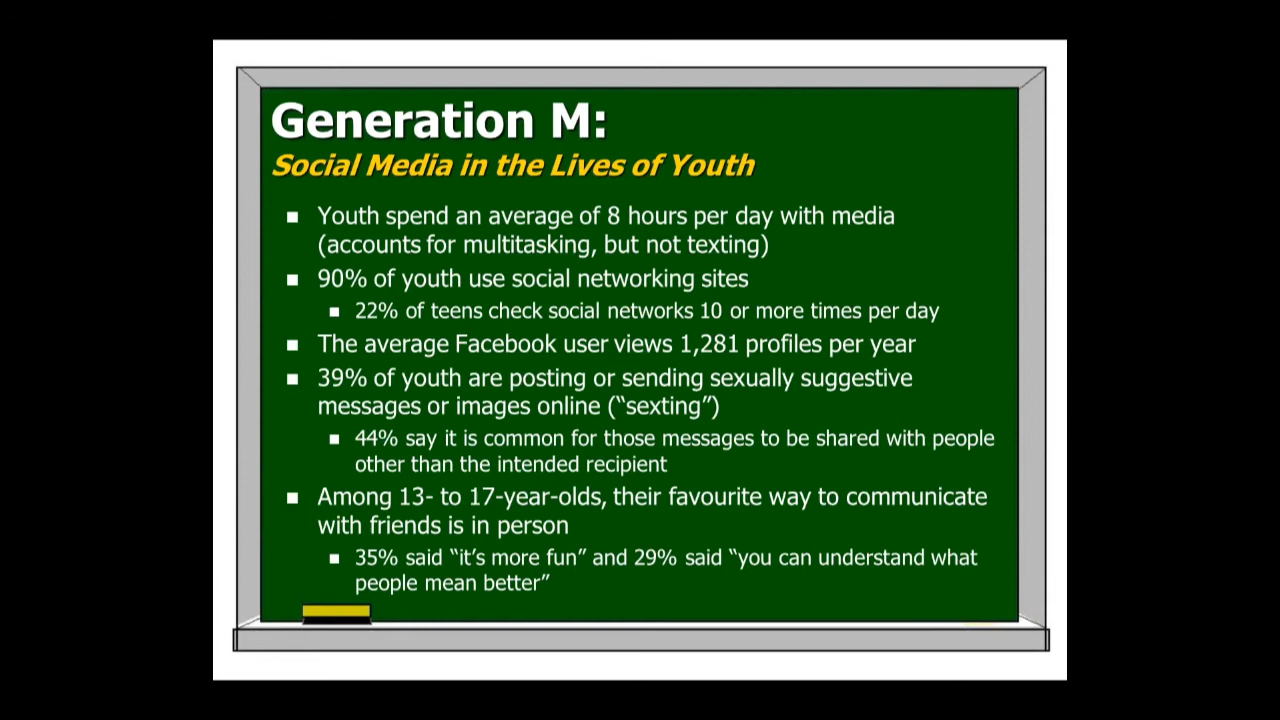 Generation M:
Social Media in the Lives of Youth
Youth spend an average of 8 hours per day with media
(accounts for multitasking, but not texting)
90% of youth use social networking sites
22% of teens check social networks 10 or more times per day
The average Facebook user views 1,281 profiles per year
39% of youth are posting or sending sexually suggestive
messages or images online (“sexting”)
44% say it is common for those messages to be shared with people
other than the intended recipient
Among 13- to 17-year-olds, their favourite way to communicate
with friends is in person
35% said “it’s more fun” and 29% said “you can understand what
people mean better”